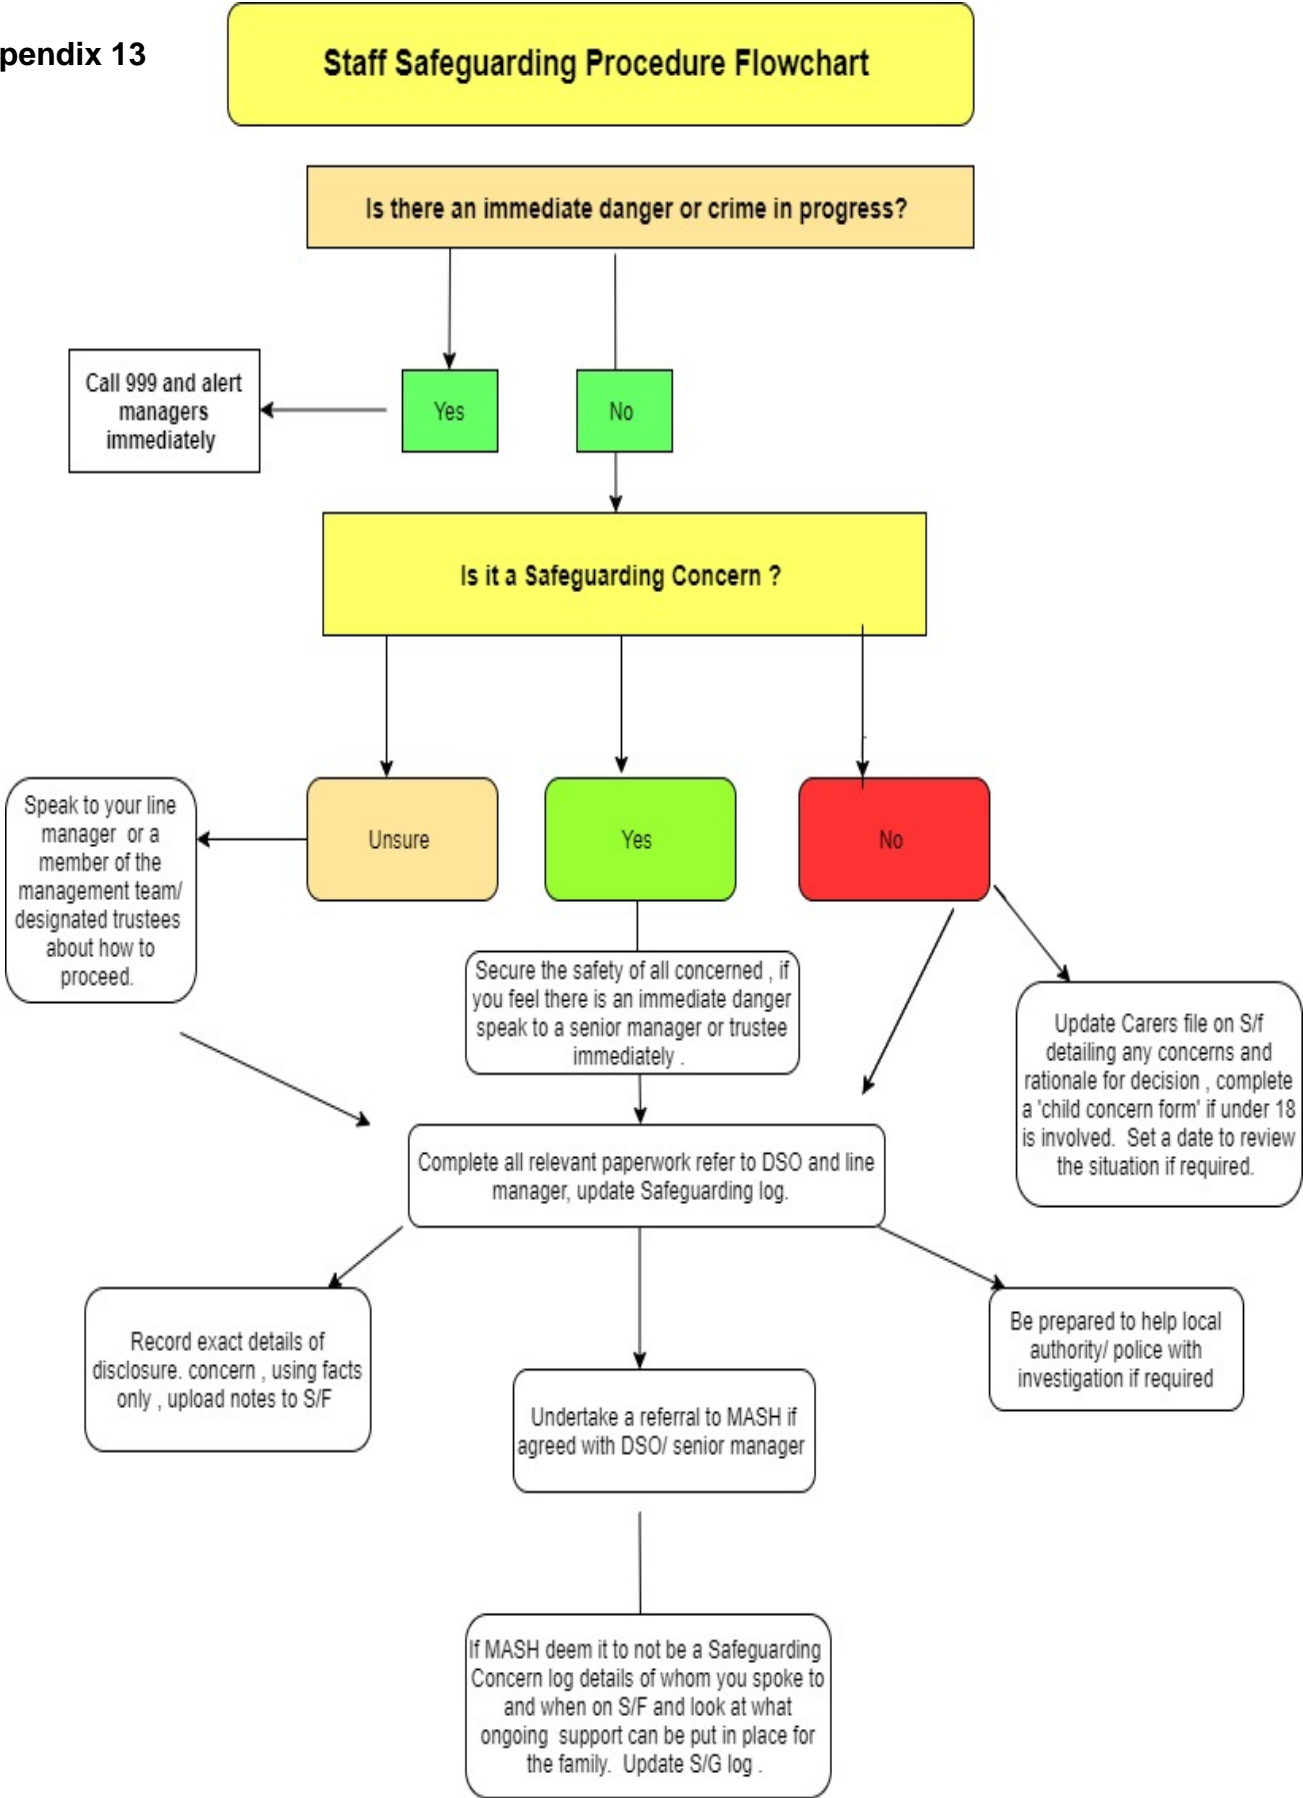 pendix 13
Staff Safeguarding Procedure Flowchart
Is there an immediate danger or crime in progress?
Call 999 and alert
managers
immediately
Yes
No
Is it a Safeguarding Concern ?
Speak to your line
manager or a
member of the
management team/
designated trustees
about how to
proceed.
Unsure
Yes
No
Secure the safety of all concerned , if
you feel there is an immediate danger
speak to a senior manager or trustee
immediately .
Update Carers file on S/f
detailing any concerns and
rationale for decision , complete
a 'child concern form' if under 18
is involved. Set a date to review
the situation if required.
Complete all relevant paperwork refer to DSO and line
manager, update Safeguarding log.
Record exact details of
disclosure. concern , using facts
only , upload notes to S/F
Undertake a referral to MASH if
agreed with DSO/ senior manager
Be prepared to help local
authority/ police with
investigation if required
If MASH deem it to not be a Safeguarding
Concern log details of whom you spoke to
and when on S/F and look at what
ongoing support can be put in place for
the family. Update S/G log .